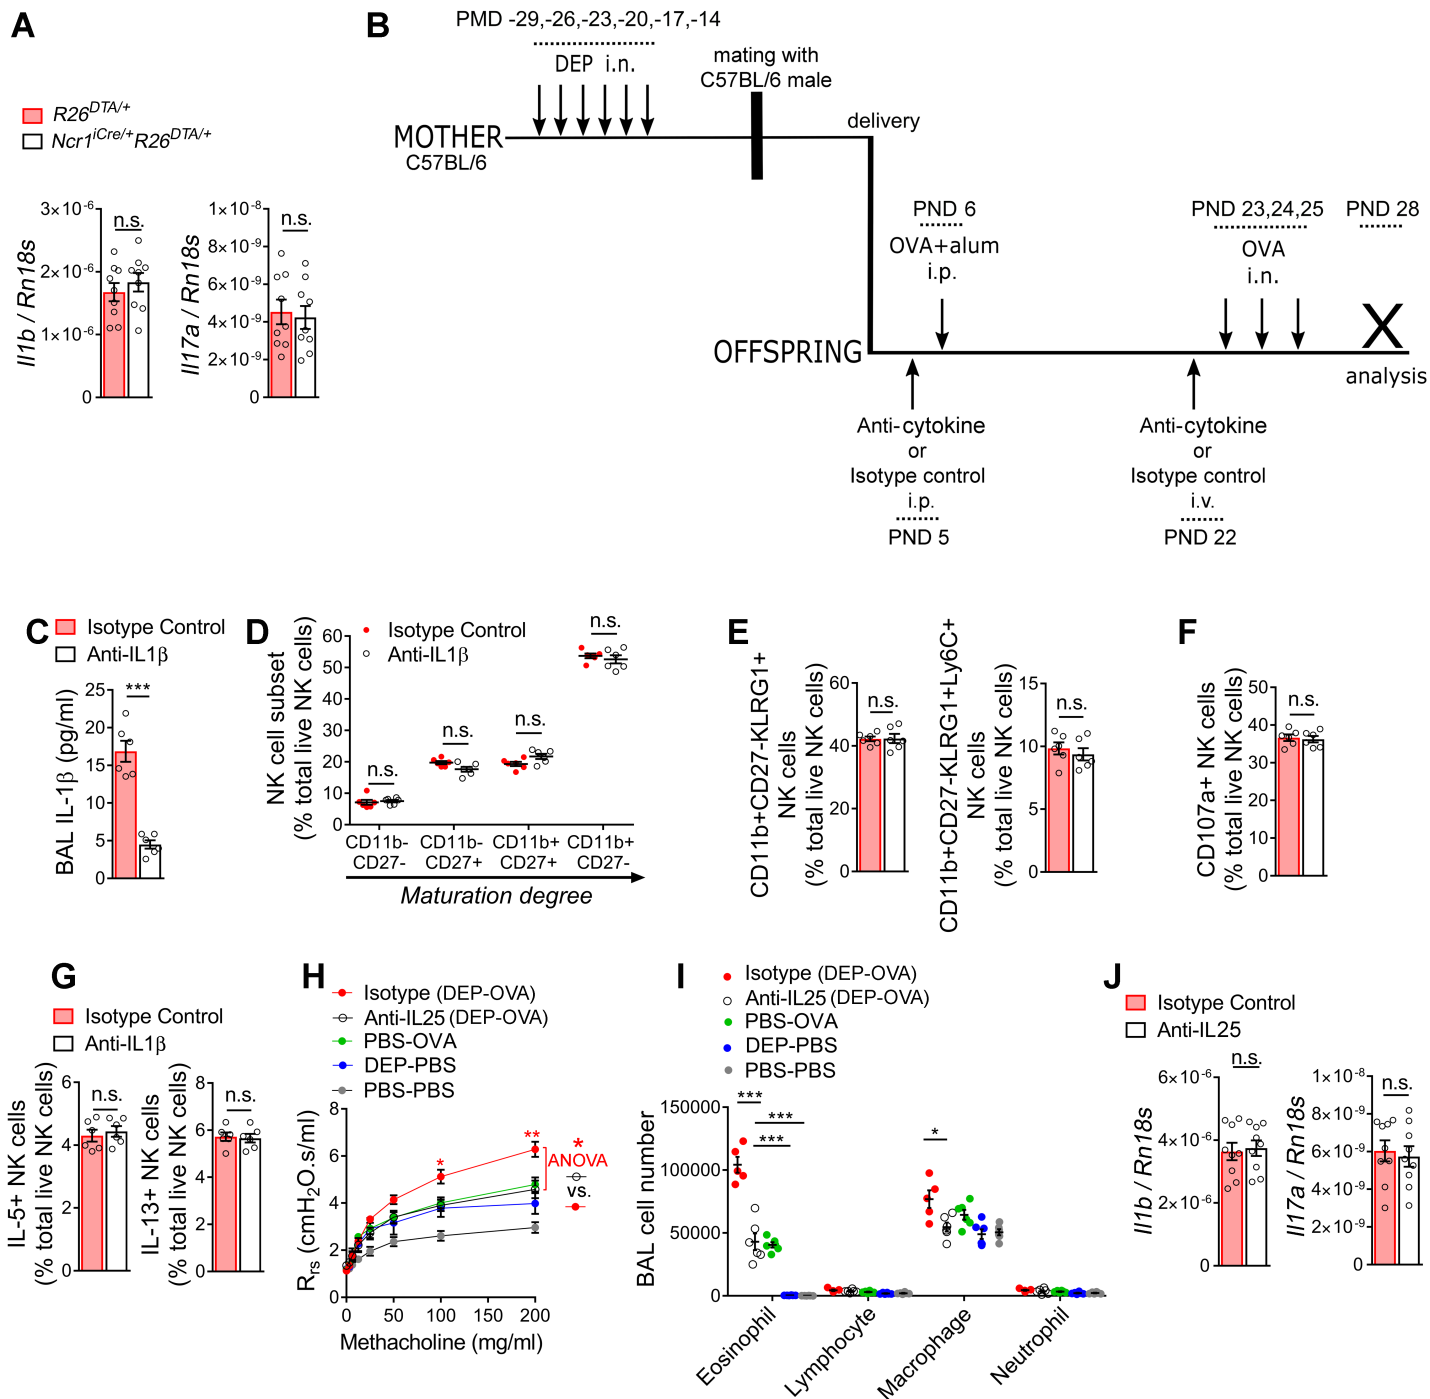 A
R26DTA/+
Ncr1iCre/+R26DTA/+
Il1b / Rn18s
3×10-6
2×10-6
1×10-6
0
n.s.
Il17a / Rn18s
1×10-8
8×10-9
6×10-9
4×10-9
2×10-9
0
n.s.
B
PMD -29,-26,-23,-20,-17,-14
DEP i.n.
mating with
C57BL/6 male
MOTHER
C57BL/6
delivery
PND 6
OVA+alum
i.p.
PND 23,24,25
OVA
i.n.
PND 28
X
OFFSPRING
analysis
Anti-cytokine
or
Isotype control
i.p.
PND 5
Anti-cytokine
or
Isotype control
i.v.
PND 22
C
Isotype Control
Anti-IL1β
BAL IL-1β (pg/ml)
25
20
15
10
5
0
***
D
NK cell subset
(% total live NK cells)
Isotype Control
Anti-IL1β
60
50
40
30
20
10
0
n.s.
n.s.
n.s.
n.s.
CD11b-
CD27-
CD11b-
CD27+
CD11b+
CD27+
CD11b+
CD27-
Maturation degree
E
CD11b+CD27-KLRG1+
NK cells
(% total live NK cells)
60
40
20
0
n.s.
CD11b+CD27-KLRG1+Ly6C+
NK cells
(% total live NK cells)
15
10
5
0
n.s.
F
CD107a+ NK cells
(% total live NK cells)
50
40
30
20
10
0
n.s.
G
Isotype Control
Anti-IL1β
IL-5+ NK cells
(% total live NK cells)
6
4
2
0
n.s.
IL-13+ NK cells
(% total live NK cells)
8
6
4
2
0
n.s.
H
Isotype (DEP-OVA)
Anti-IL25 (DEP-OVA)
PBS-OVA
DEP-PBS
PBS-PBS
Rrs (cmH2O.s/ml)
8
6
4
2
0
*
**
*
ANOVA
vs.
0
50
100
150
200
Methacholine (mg/ml)
I
Isotype (DEP-OVA)
Anti-IL25 (DEP-OVA)
PBS-OVA
DEP-PBS
PBS-PBS
BAL cell number
150000
100000
50000
0
***
***
***
*
Eosinophil
Lymphocyte
Macrophage
Neutrophil
J
Isotype Control
Anti-IL25
Il1b / Rn18s
6×10-6
4×10-6
2×10-6
0
n.s.
Il17a / Rn18s
1×10-8
8×10-9
6×10-9
4×10-9
2×10-9
0
n.s.